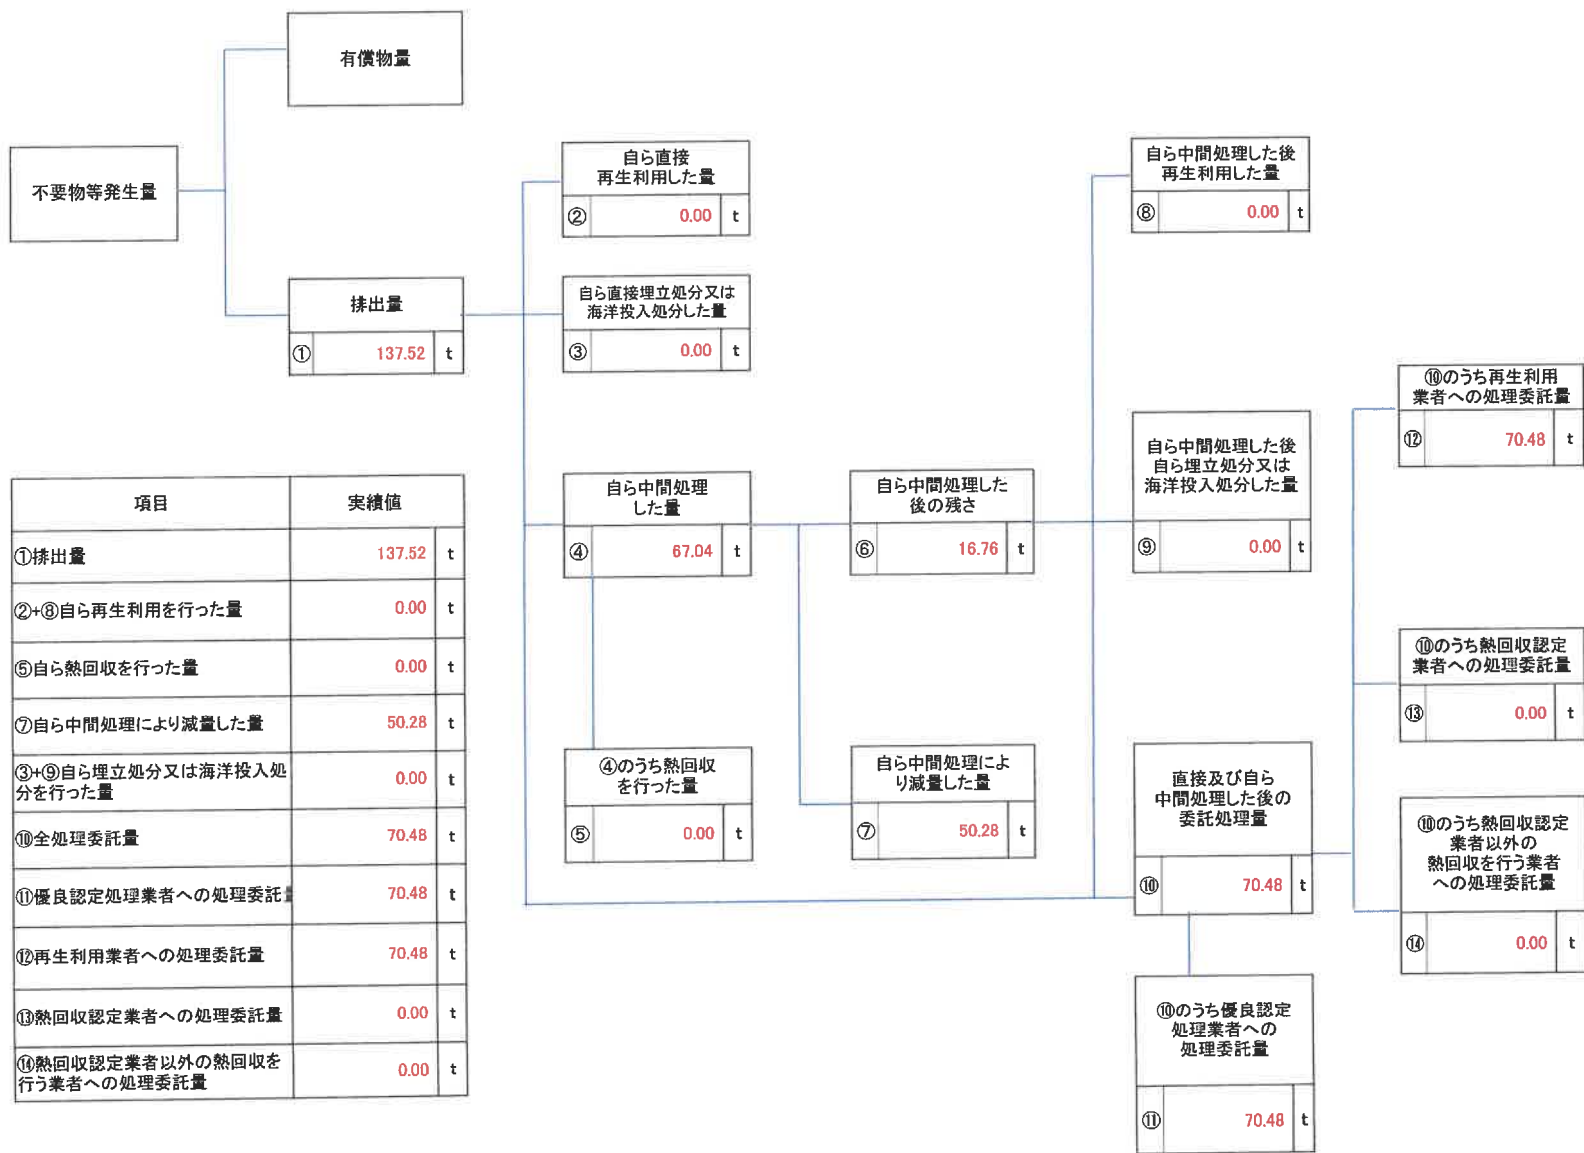 有償物量
不要物等発生量
排出量
① 137.52 t
自ら直接
再生利用した量
② 0.00 t
自ら直接埋立処分又は
海洋投入処分した量
③ 0.00 t
自ら中間処理
した量
④ 67.04 t
④のうち熱回収
を行った量
⑤ 0.00 t
自ら中間処理した
後の残さ
⑥ 16.76 t
自ら中間処理によ
り減量した量
⑦ 50.28 t
自ら中間処理した後
再生利用した量
⑧ 0.00 t
自ら中間処理した後
自ら埋立処分又は
海洋投入処分した量
⑨ 0.00 t
直接及び自ら
中間処理した後の
委託処理量
⑩ 70.48 t
⑩のうち優良認定
処理業者への
処理委託量
⑪ 70.48 t
⑩のうち再生利用
業者への処理委託量
⑫ 70.48 t
⑩のうち熱回収認定
業者への処理委託量
⑬ 0.00 t
⑩のうち熱回収認定
業者以外の
熱回収を行う業者
への処理委託量
⑭ 0.00 t
項目 実績値
①排出量 137.52 t
②+⑧自ら再生利用を行った量 0.00 t
⑤自ら熱回収を行った量 0.00 t
⑦自ら中間処理により減量した量 50.28 t
③+⑨自ら埋立処分又は海洋投入処
分を行った量 0.00 t
⑩全処理委託量 70.48 t
⑪優良認定処理業者への処理委託量 70.48 t
⑫再生利用業者への処理委託量 70.48 t
⑬熱回収認定業者への処理委託量 0.00 t
⑭熱回収認定業者以外の熱回収を
行う業者への処理委託量 0.00 t